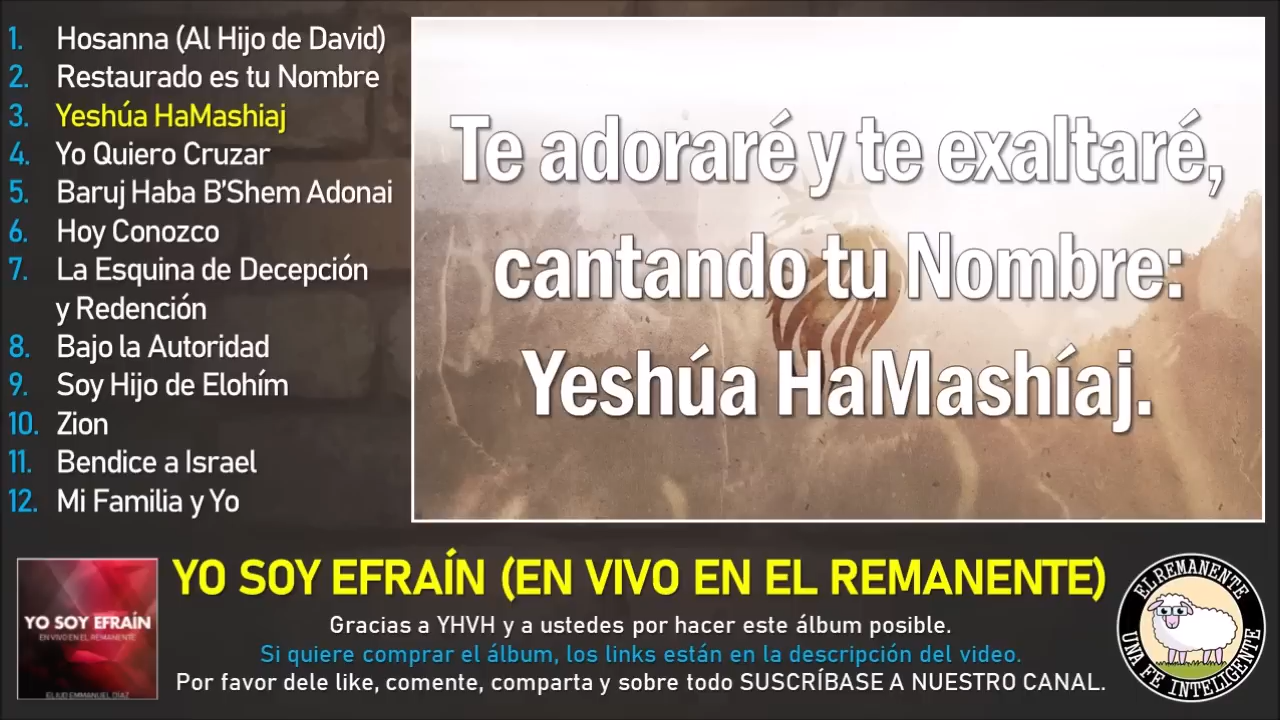 1. Hosanna (Al Hijo de David)
2. Restaurado es tu Nombre
3. Yeshúa HaMashiaj
4. Yo Quiero Cruzar
5. Baruj Haba B'Shem Adonai
6. Hoy Conozco
7. La Esquina de Decepción
y Redención
8. Bajo la Autoridad
9. Soy Hijo de Elohím
10. Zion
11. Bendice a Israel
12. Mi Familia y Yo
Te adoraré y te exaltaré,
cantando tu Nombre:
Yeshúa HaMashíaj.
YO SOY EFRAÍN
EN VIVO EN EL REMANENTE
ELIUD EMMANUEL DÍAZ
YO SOY EFRAÍN (EN VIVO EN EL REMANENTE)
Gracias a YHVH y a ustedes por hacer este álbum posible.
Si quiere comprar el álbum, los links están en la descripción del video.
Por favor dele like, comente, comparta y sobre todo SUSCRÍBASE A NUESTRO CANAL.
EL REMANENTE
UNA FE INTELIGENTE